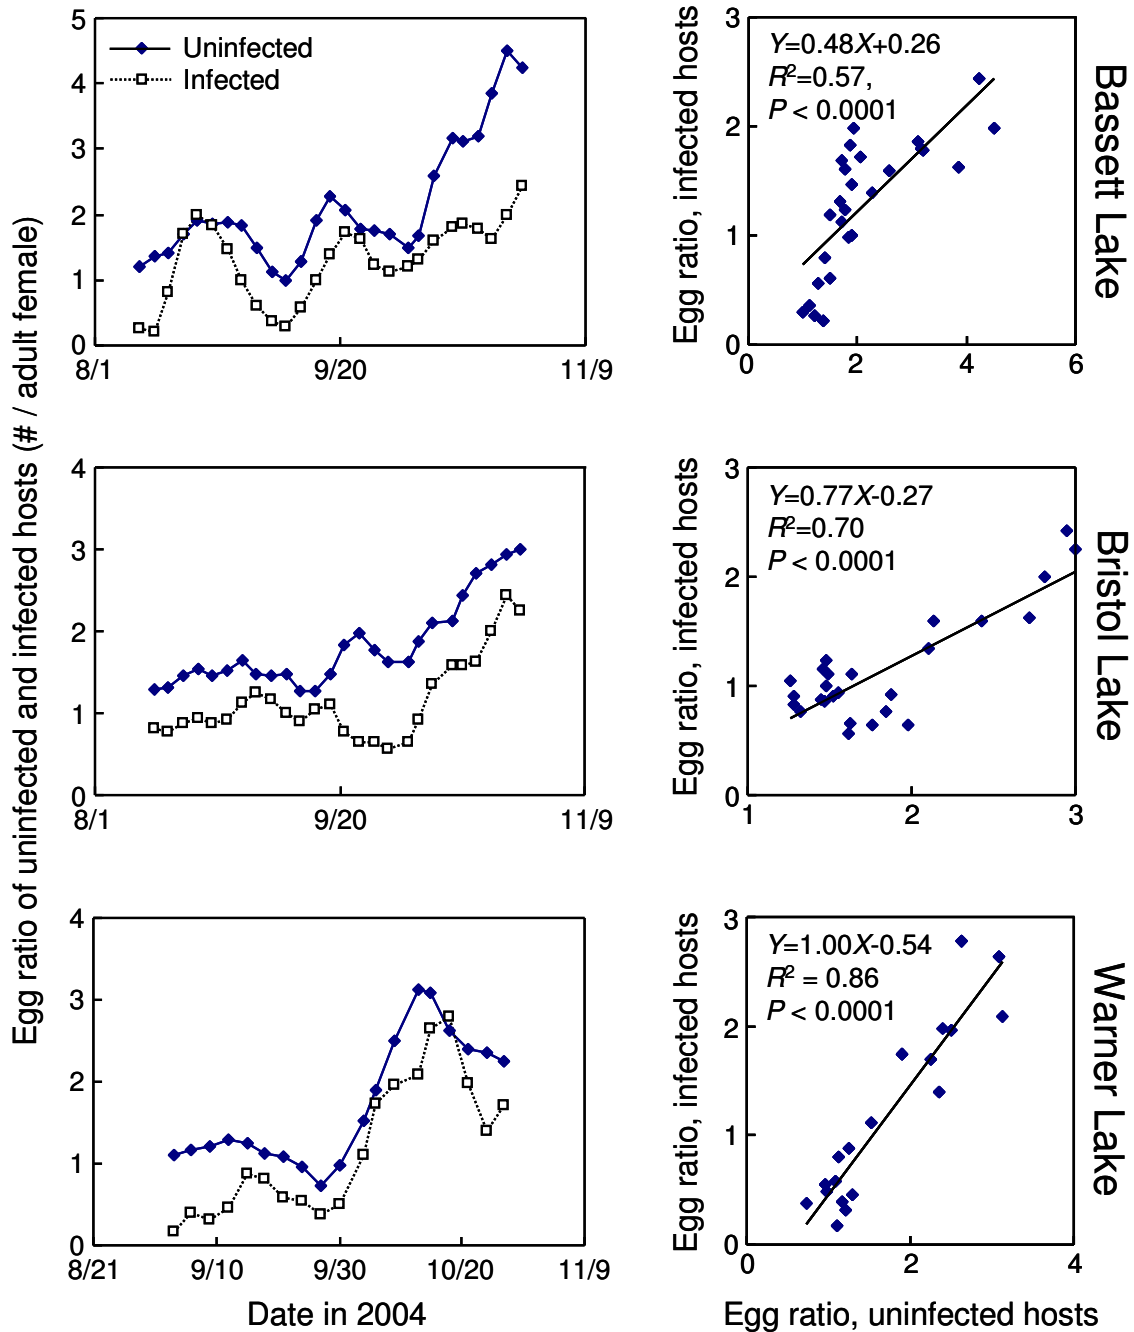 Egg ratio of uninfected and infected hosts (# / adult female)
5
4
3
2
1
0
Uninfected
Infected
8/1
9/20
11/9
Egg ratio, infected hosts
3
2
1
0
Y=0.48X+0.26
R²=0.57,
P < 0.0001
0
2
4
6
Bassett Lake
4
3
2
1
0
8/1
9/20
11/9
Egg ratio, infected hosts
3
2
1
0
Y=0.77X-0.27
R²=0.70
P < 0.0001
1
2
3
Bristol Lake
4
3
2
1
0
8/21
9/10
9/30
10/20
11/9
Date in 2004
Egg ratio, infected hosts
3
2
1
0
Y=1.00X-0.54
R² = 0.86
P < 0.0001
0
2
4
Egg ratio, uninfected hosts
Warner Lake